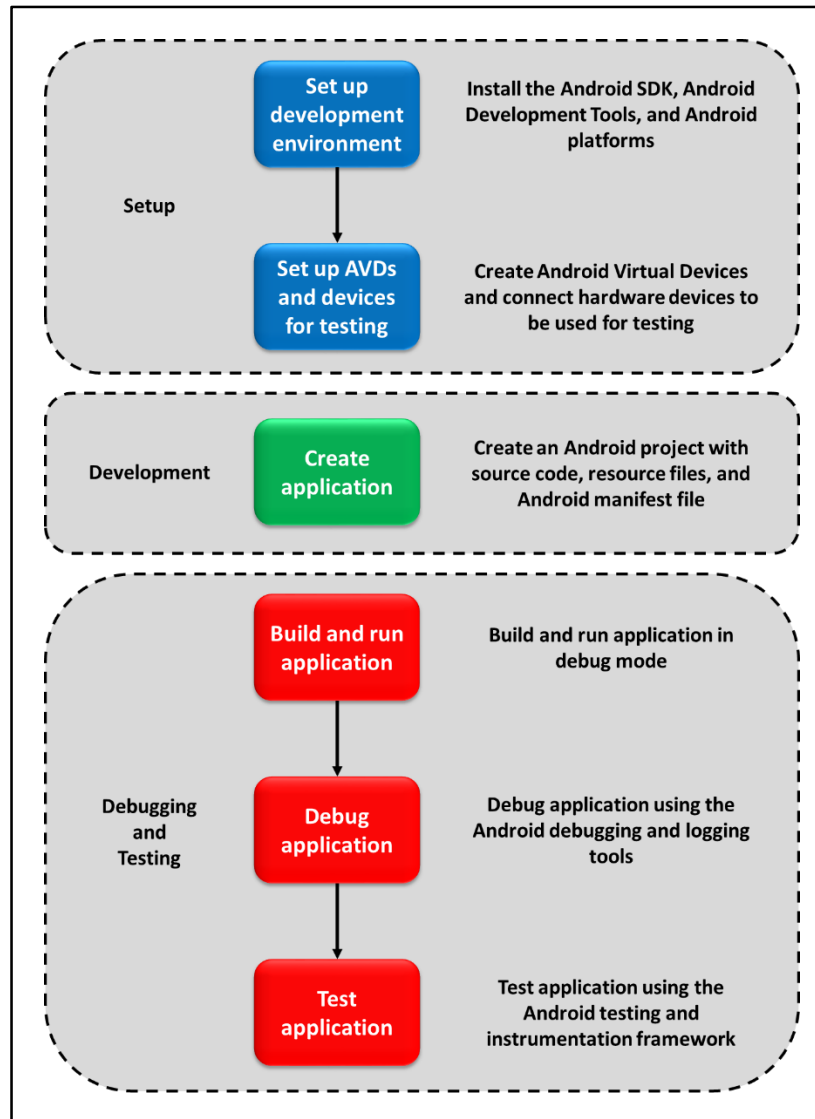 Set up
development
environment
Install the Android SDK, Android
Development Tools, and Android
platforms
Setup
Set up AVDs
and devices
for testing
Create Android Virtual Devices
and connect hardware devices to
be used for testing
Development
Create
application
Create an Android project with
source code, resource files, and
Android manifest file
Build and run
application
Build and run application in
debug mode
Debugging
and
Testing
Debug
application
Debug application using the
Android debugging and logging
tools
Test
application
Test application using the
Android testing and
instrumentation framework